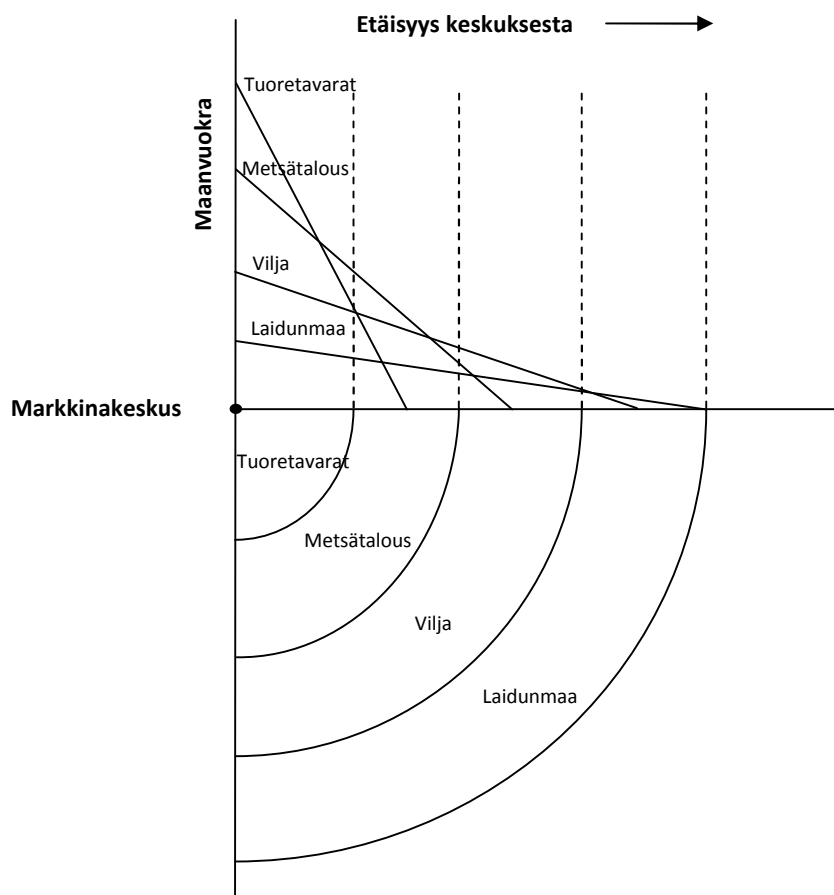 Etäisyys keskuksesta
Maanvuokra
Tuoretavarat
Metsätalous
Vilja
Laidunmaa
Markkinakeskus
Tuoretavarat
Metsätalous
Vilja
Laidunmaa